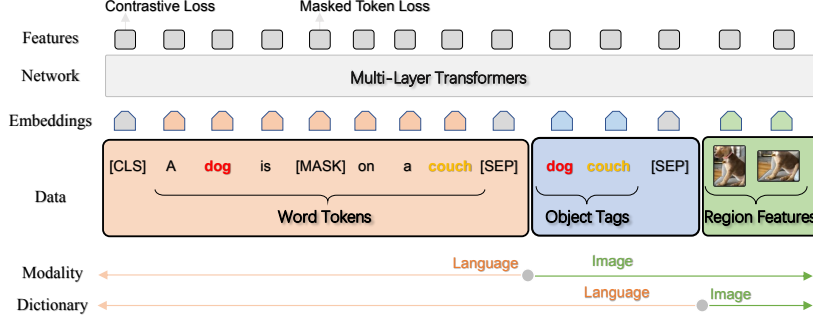 Contrastive Loss Masked Token Loss
Features
Network Multi-Layer Transformers
Embeddings
[CLS] A dog is [MASK] on a couch [SEP] dog couch [SEP]
Data
Word Tokens Object Tags Region Features
Modality Language Image
Dictionary Language Image